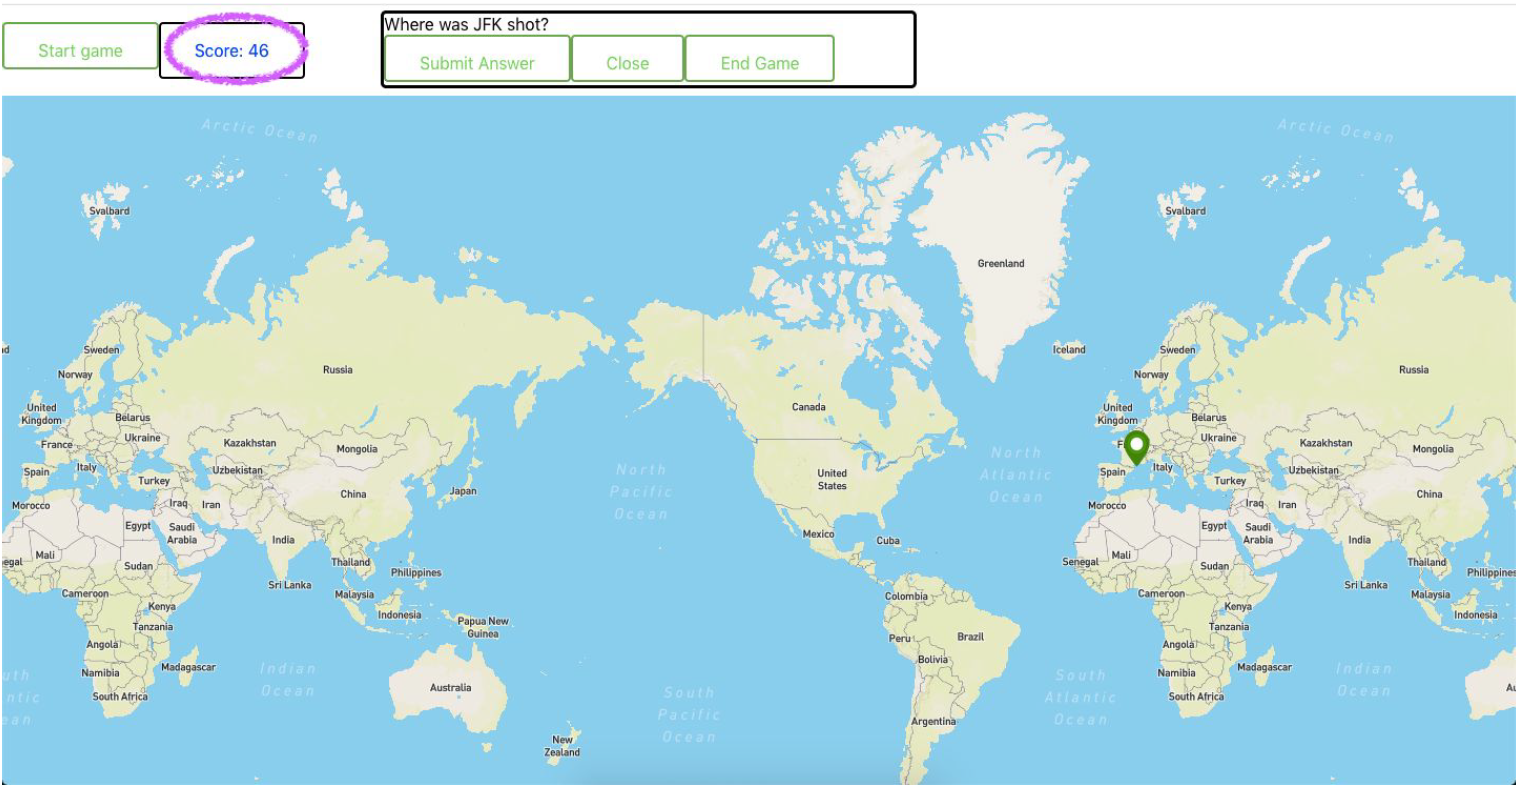 Where was JFK shot?
Start game
Score: 46
Submit Answer
Close
End Game
Arctic Ocean
Arctic Ocean
Svalbard
Svalbard
Greenland
Sweden
Iceland
Sweden
Norway
Russia
Norway
Russia
United
Kingdom
Belarus
Canada
United
Kingdom
Belarus
France
Ukraine
Kazakhstan
Mongolia
Ukraine
Kazakhstan
Mongolia
Spain
Italy
Uzbekistan
Turkey
North
Pacific
Ocean
United
States
North
Atlantic
Ocean
Spain
Italy
Uzbekistan
Turkey
China
Japan
China
Morocco
Iraq
Iran
Morocco
Iraq
Iran
Egypt
Saudi
Arabia
India
Mexico
Cuba
Egypt
Saudi
Arabia
India
Mali
Sudan
Thailand
Philippines
Senegal
Mali
Sudan
Thailand
Philippines
Cameroon
Sri Lanka
Malaysia
Colombia
Cameroon
Sri Lanka
Malaysia
Kenya
Indonesia
Kenya
Indonesia
Tanzania
Papua New
Guinea
Peru
Brazil
Tanzania
Angola
Bolivia
Angola
Namibia
Madagascar
Indian
Ocean
Namibia
Madagascar
Indian
Ocean
South Africa
Australia
South
Pacific
Ocean
Argentina
South
Atlantic
Ocean
South Africa
New
Zealand